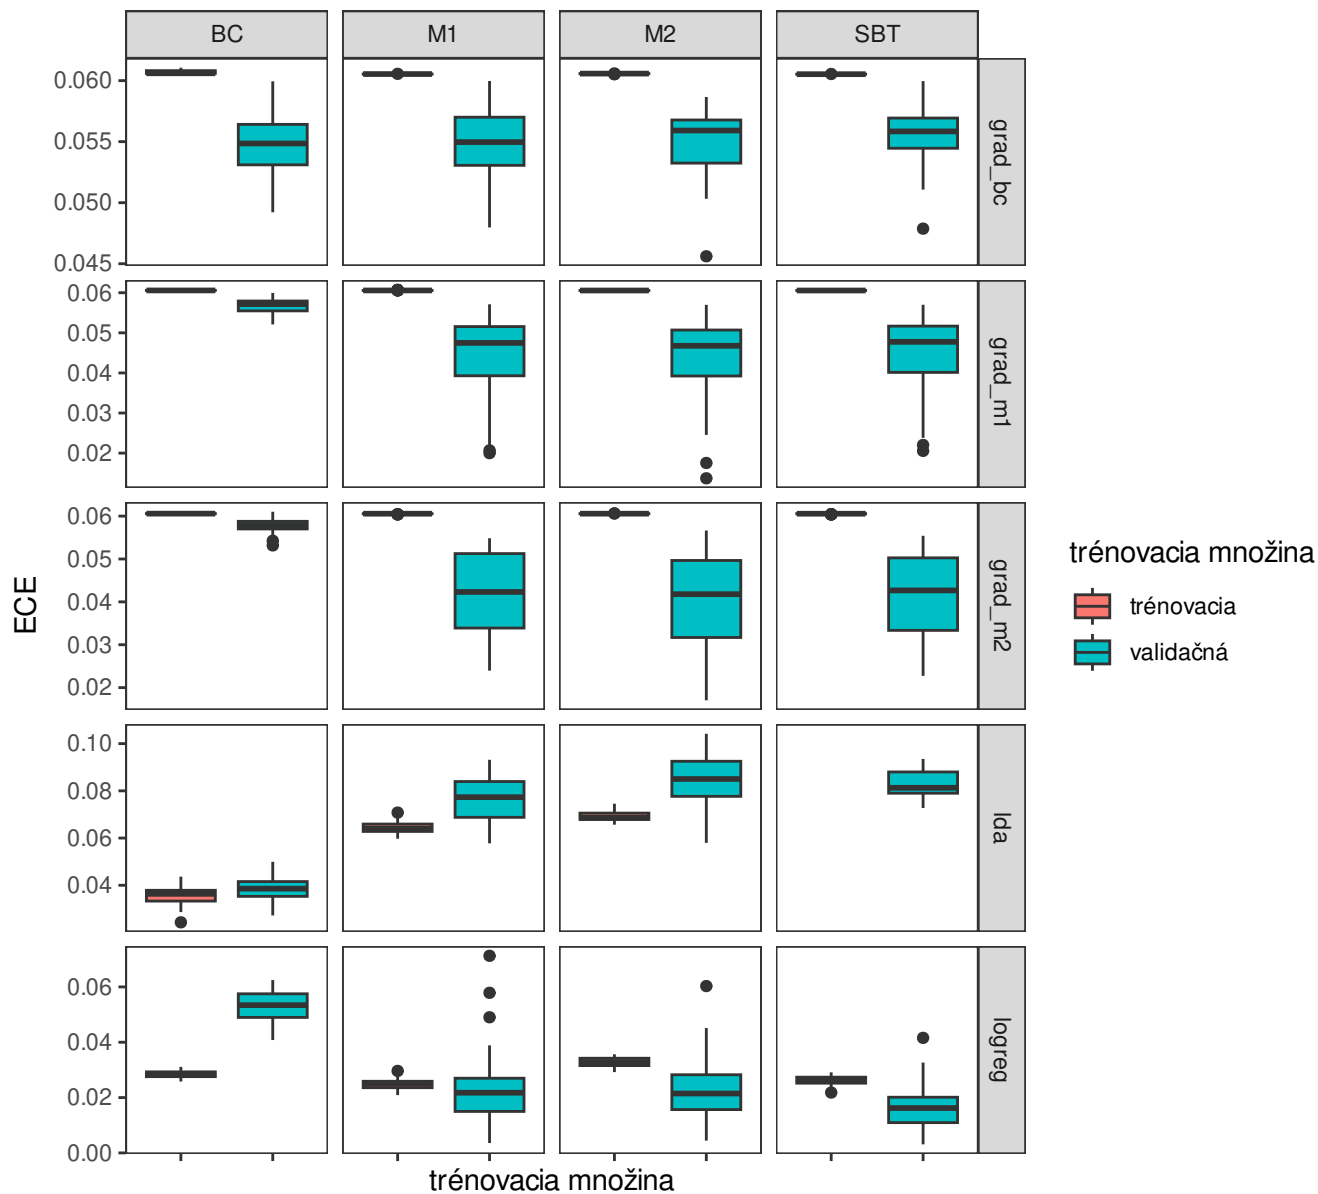 BC
M1
M2
SBT
0.060
0.055
0.050
0.045
grad_bc
0.06
0.05
0.04
0.03
0.02
grad_m1
0.06
0.05
0.04
0.03
0.02
grad_m2
0.10
0.08
0.06
0.04
lda
0.06
0.04
0.02
0.00
logreg
ECE
trénovacia množina
trénovacia množina
trénovacia
validačná